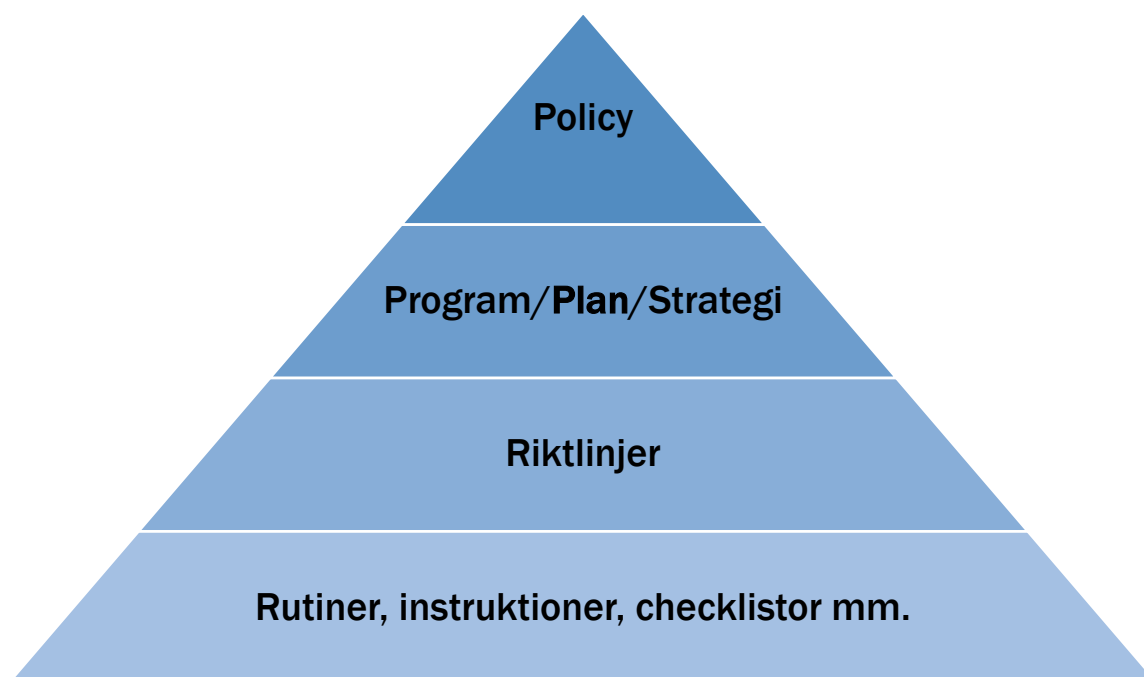 Policy
Program/Plan/Strategi
Riktlinjer
Rutiner, instruktioner, checklistor mm.